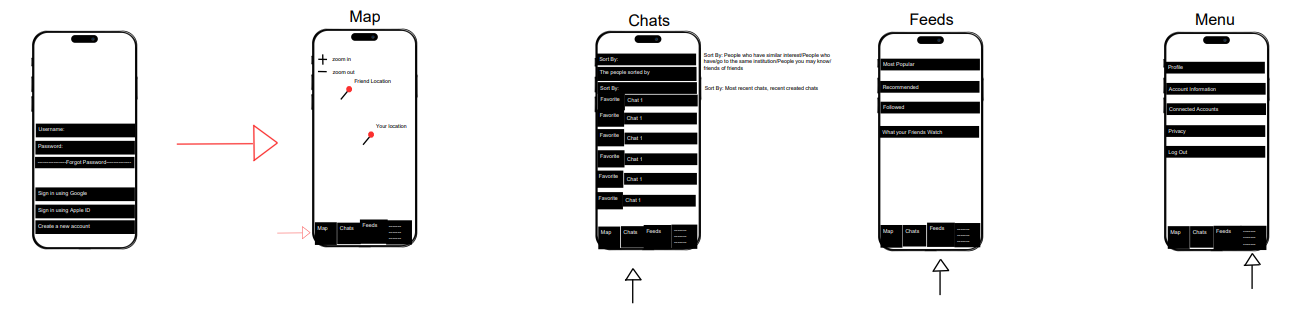 Username:
Password:
----------------Forgot Password--------------
Sign in using Google
Sign in using Apple ID
Create a new account
Map
zoom in
zoom out
Friend Location
Your location
Map
Chats
Feeds
Chats
Sort By:
The people sorted by
Sort By:
Favorite
Chat 1
Favorite
Chat 1
Favorite
Chat 1
Favorite
Chat 1
Favorite
Chat 1
Favorite
Chat 1
Map
Chats
Feeds
Sort By: People who have similar interest/People who
have/go to the same institution/People you may know/
friends of friends
Sort By: Most recent chats, recent created chats
Feeds
Most Popular
Recommended
Followed
What your Friends Watch
Map
Chats
Feeds
Menu
Profile
Account Information
Connected Accounts
Privacy
Log Out
Map
Chats
Feeds